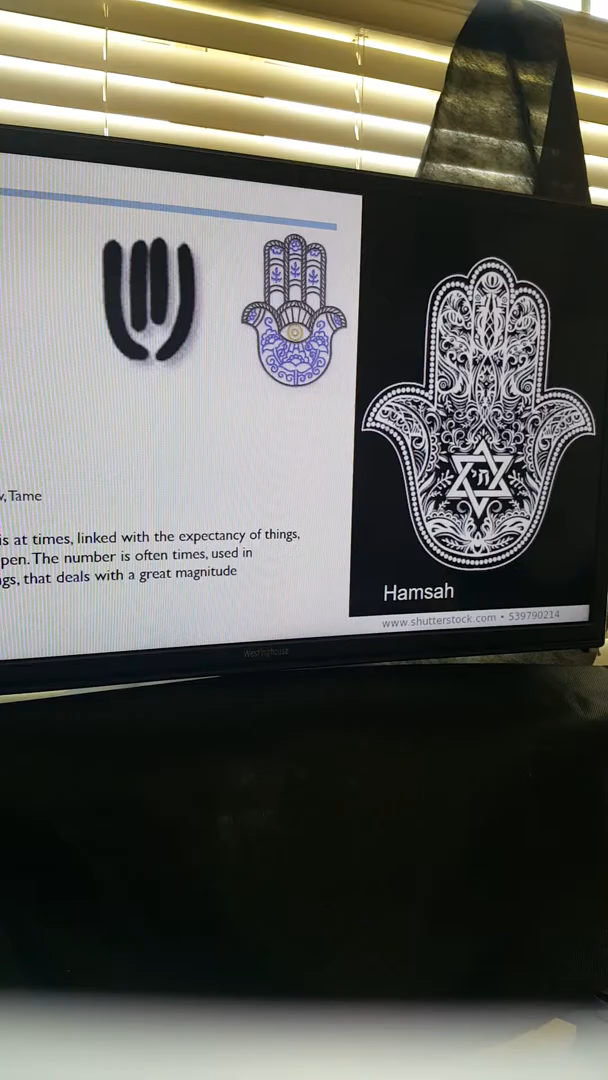 חי
, Tame
is at times, linked with the expectancy of things,
pen. The number is often times, used in
gs, that deals with a great magnitude
Hamsah
www.shutterstock.com • 539790214
Westinghouse